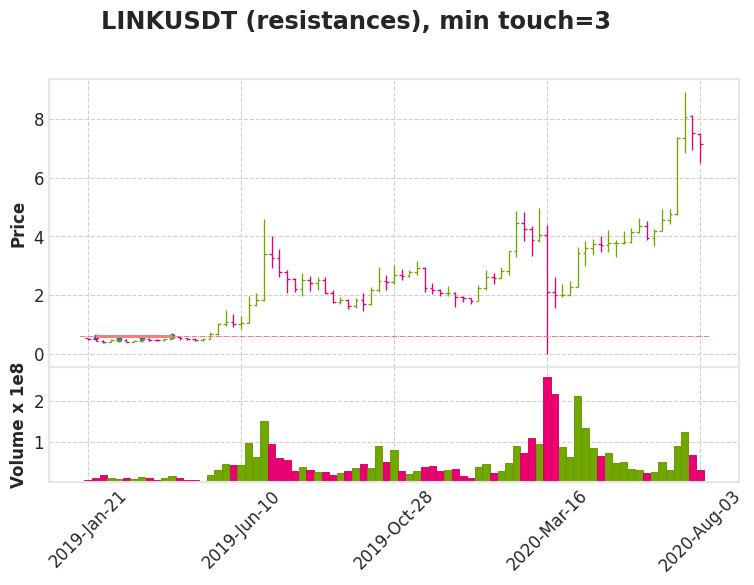 LINKUSDT (resistances), min touch=3
Price
8
6
4
2
0
Volume x 1e8
2
1
2019-Jan-21
2019-Jun-10
2019-Oct-28
2020-Mar-16
2020-Aug-03